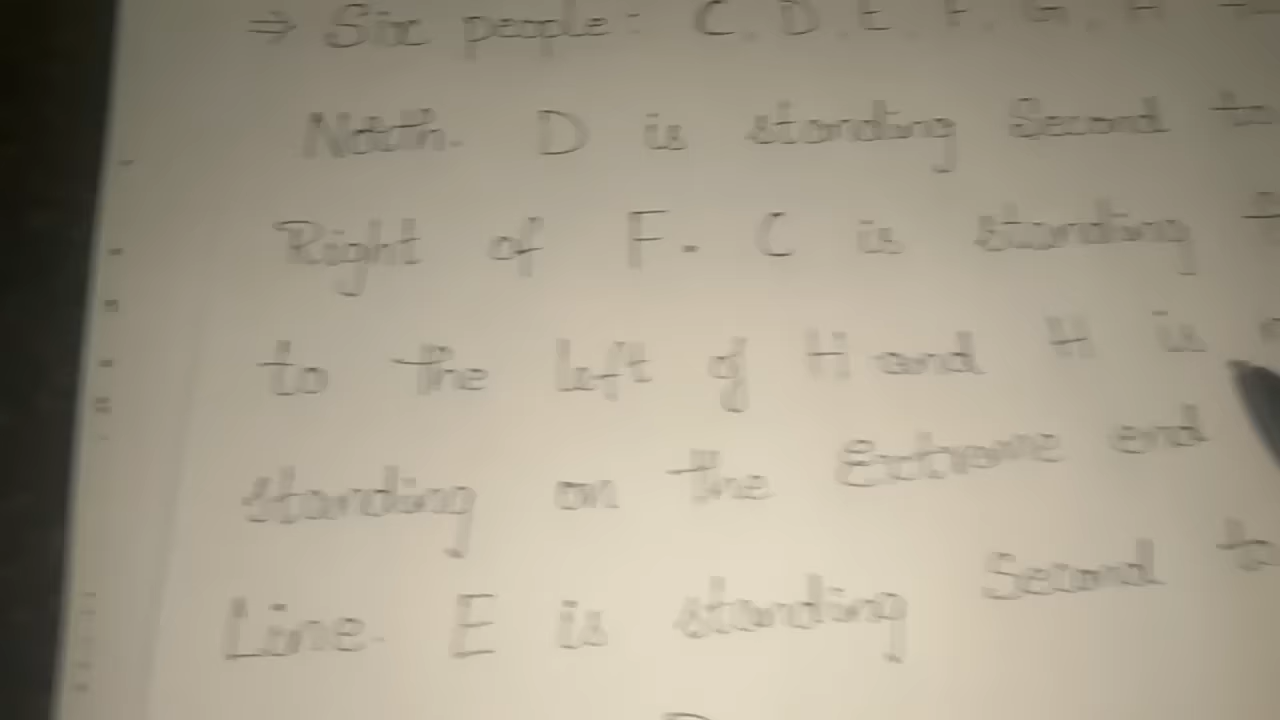 ⇒ Six people: C, D, E, F, G, H
North. D is standing Second to
Right of F. C is standing
to the left of H and H is
standing on the Extreme end
Line. E is standing Second to